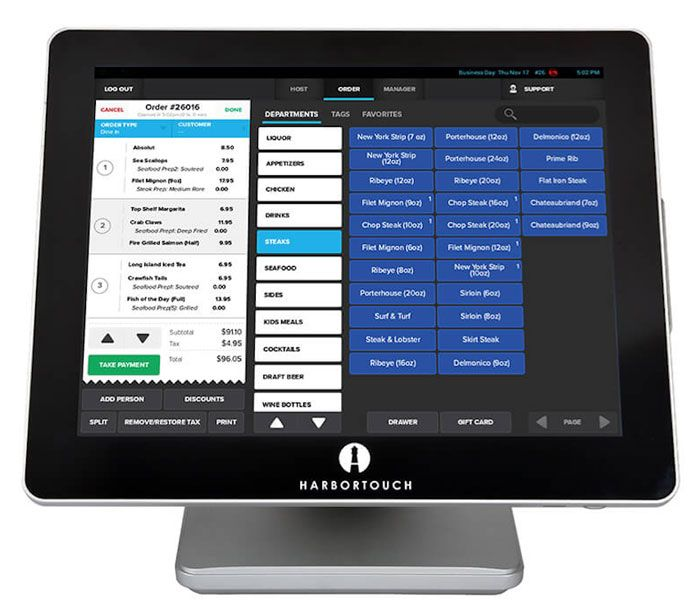 Business Day: Thu Nov 17 #26 5:02 PM
LOG OUT
HOST
ORDER
MANAGER
SUPPORT
CANCEL
Order #26016
DONE
ORDER TYPE
Dine In
CUSTOMER
---
DEPARTMENTS
TAGS
FAVORITES
1
Absolut 8.50
Sea Scallops 7.95
Seafood Prep2: Sauteed 0.00
Filet Mignon (9oz) 17.95
Steak Prep: Medium Rore 0.00
2
Top Shelf Margarita 6.95
Crab Claws 11.95
Seafood Prep1: Deep Fried 0.00
Fire Grilled Salmon (Half) 9.95
3
Long Island Iced Tea 6.95
Crawfish Tails 6.95
Seafood Prep1: Sauteed 0.00
Fish of the Day (Full) 13.95
Seafood Prep(S): Grilled 0.00
Subtotal $91.10
Tax $4.95
TAKE PAYMENT
Total $96.05
ADD PERSON
DISCOUNTS
SPLIT
REMOVE/RESTORE TAX
PRINT
LIQUOR
APPETIZERS
CHICKEN
DRINKS
STEAKS
SEAFOOD
SIDES
KIDS MEALS
COCKTAILS
DRAFT BEER
WINE BOTTLES
New York Strip (7 oz)
Porterhouse (12oz)
Delmonico (12oz)
New York Strip
(12oz)
Porterhouse (24oz)
Prime Rib
Ribeye (12oz)
Ribeye (20oz)
Flat Iron Steak
Filet Mignon (9oz) 1
Chop Steak (16oz) 1
Chateaubriand (7oz)
Chop Steak (10oz) 1
Chop Steak (20oz) 1
Chateaubriand (9oz)
Filet Mignon (6oz)
Filet Mignon (12oz) 1
Ribeye (8oz)
New York Strip 1
(10oz)
Porterhouse (20oz)
Sirloin (6oz)
Surf & Turf
Sirloin (8oz)
Steak & Lobster
Skirt Steak
Ribeye (16oz)
Delmonico (9oz)
DRAWER
GIFT CARD
PAGE
HARBORTOUCH